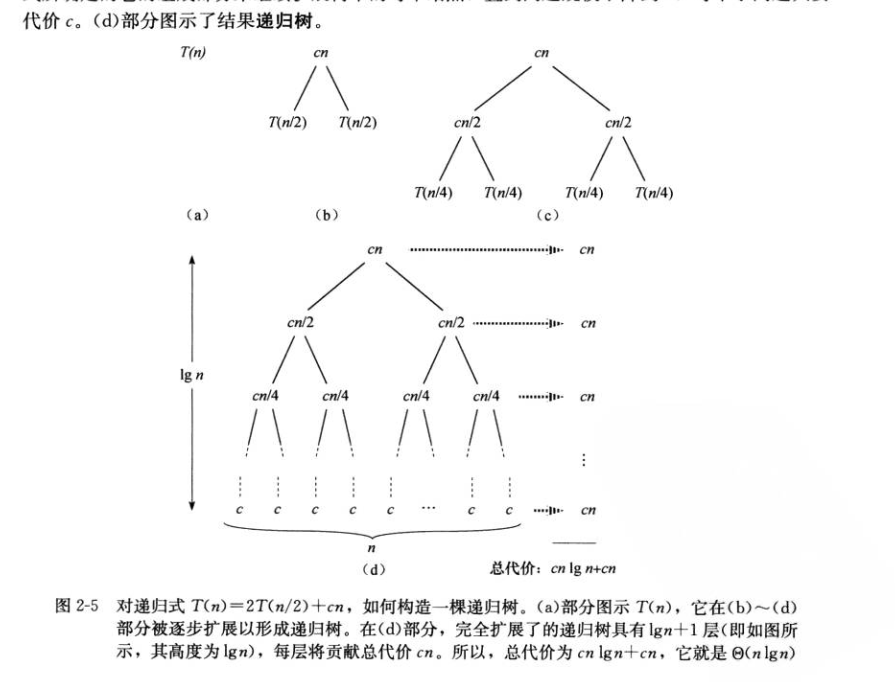 代价 c。(d)部分图示了结果递归树。
T(n) cn cn
T(n/2) T(n/2) cn/2 cn/2
T(n/4) T(n/4) T(n/4) T(n/4)
(a) (b) (c)
cn cn
cn/2 cn/2 cn
lg n
cn/4 cn/4 cn/4 cn/4 cn
⋮
c c c c c … c c cn
n
(d) 总代价：cn lg n+cn
图 2-5 对递归式 T(n)=2T(n/2)+cn，如何构造一棵递归树。(a)部分图示 T(n)，它在(b)～(d)
部分被逐步扩展以形成递归树。在(d)部分，完全扩展了的递归树具有 lgn+1 层(即如图所
示，其高度为 lgn)，每层将贡献总代价 cn。所以，总代价为 cn lgn+cn，它就是 Θ(n lgn)